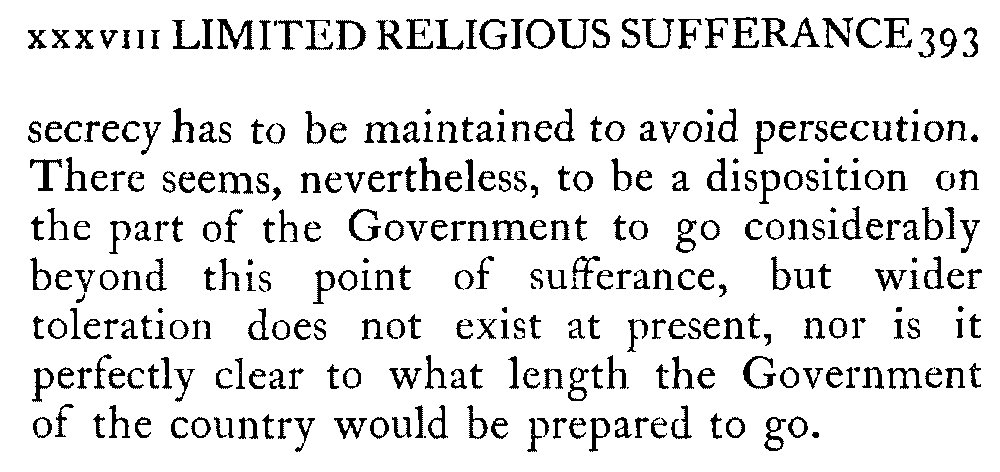 XXXVIII LIMITED RELIGIOUS SUFFERANCE 393
secrecy has to be maintained to avoid persecution.
There seems, nevertheless, to be a disposition on
the part of the Government to go considerably
beyond this point of sufferance, but wider
toleration does not exist at present, nor is it
perfectly clear to what length the Government
of the country would be prepared to go.